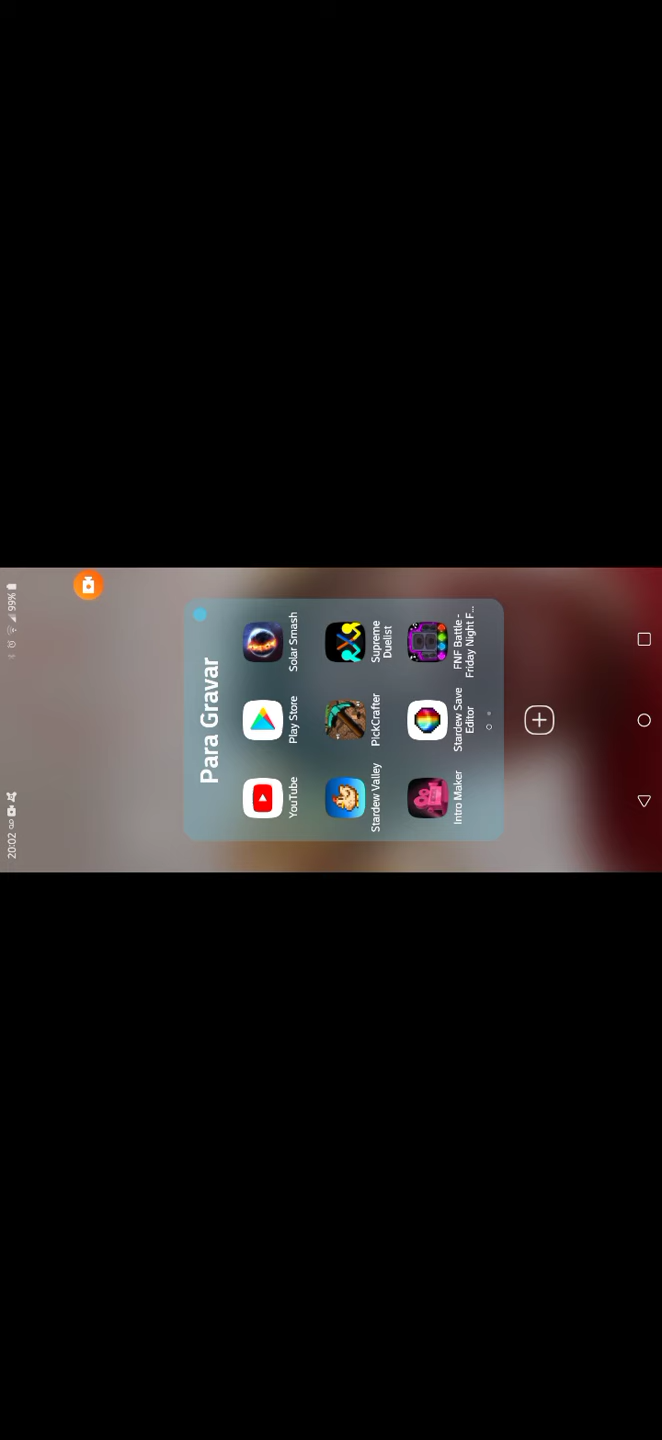 20:02
99%
Para Gravar
YouTube
Play Store
Solar Smash
Stardew Valley
PickCrafter
Supreme
Duelist
Intro Maker
Stardew Save
Editor
FNF Battle -
Friday Night F...